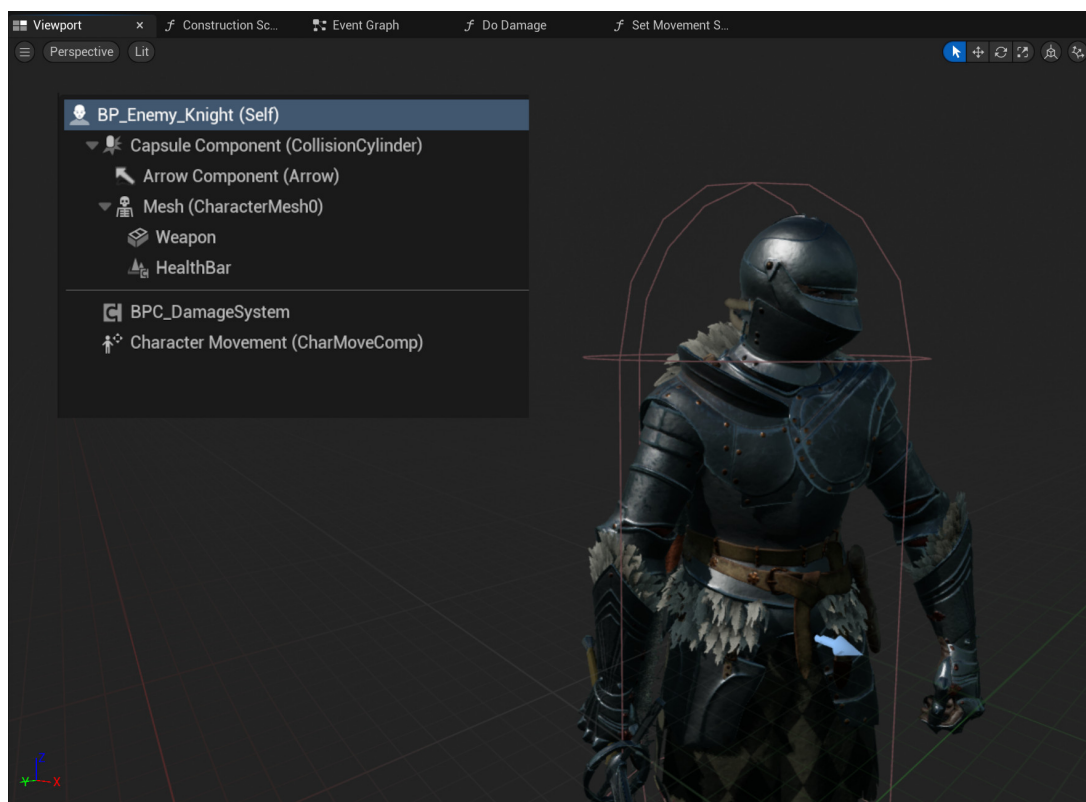 Viewport × Construction Sc... Event Graph Do Damage Set Movement S...
Perspective Lit
BP_Enemy_Knight (Self)
Capsule Component (CollisionCylinder)
Arrow Component (Arrow)
Mesh (CharacterMesh0)
Weapon
HealthBar
BPC_DamageSystem
Character Movement (CharMoveComp)
Y X